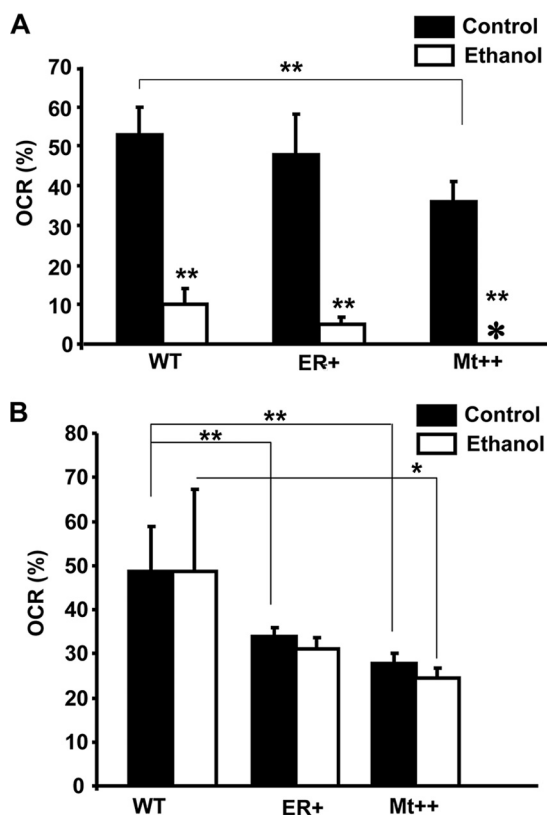 A
Control
Ethanol
OCR (%)
70
60
50
40
30
20
10
0
**
**
**
**
*
WT
ER+
Mt++
B
Control
Ethanol
OCR (%)
80
70
60
50
40
30
20
10
0
**
**
*
WT
ER+
Mt++